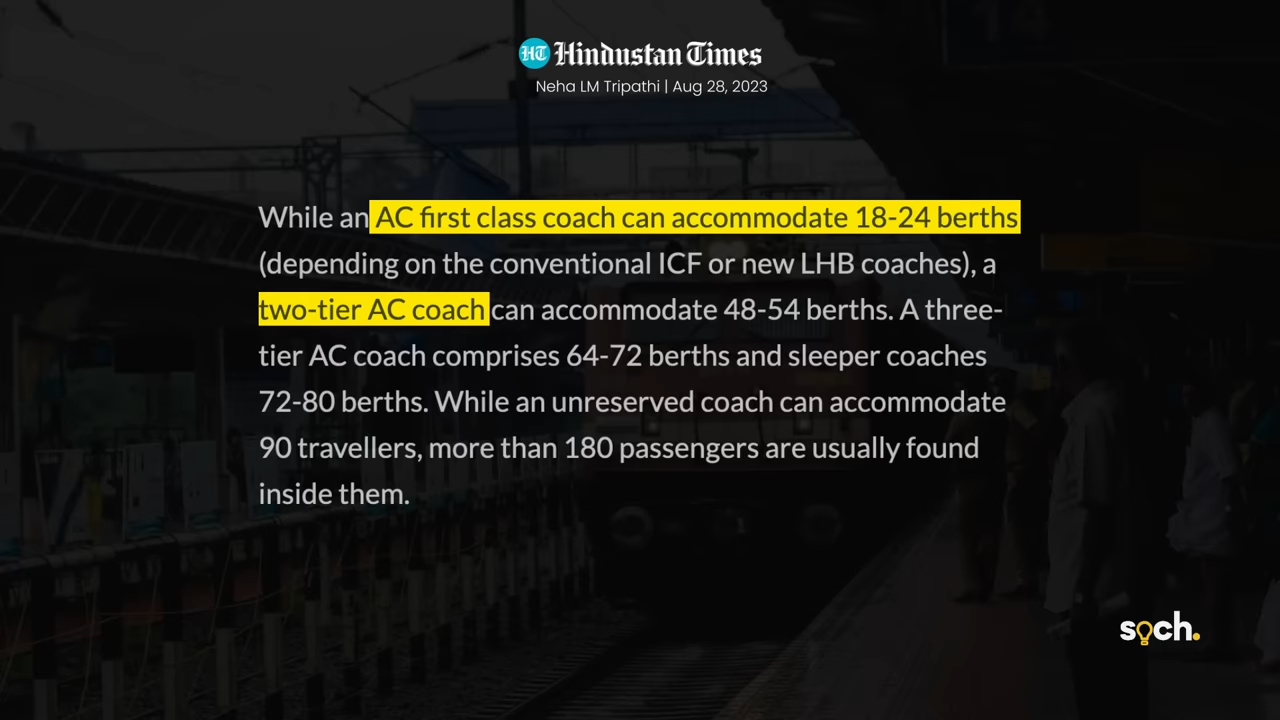 HT Hindustan Times
Neha LM Tripathi | Aug 28, 2023
While an AC first class coach can accommodate 18-24 berths
(depending on the conventional ICF or new LHB coaches), a
two-tier AC coach can accommodate 48-54 berths. A three-
tier AC coach comprises 64-72 berths and sleeper coaches
72-80 berths. While an unreserved coach can accommodate
90 travellers, more than 180 passengers are usually found
inside them.
soch.